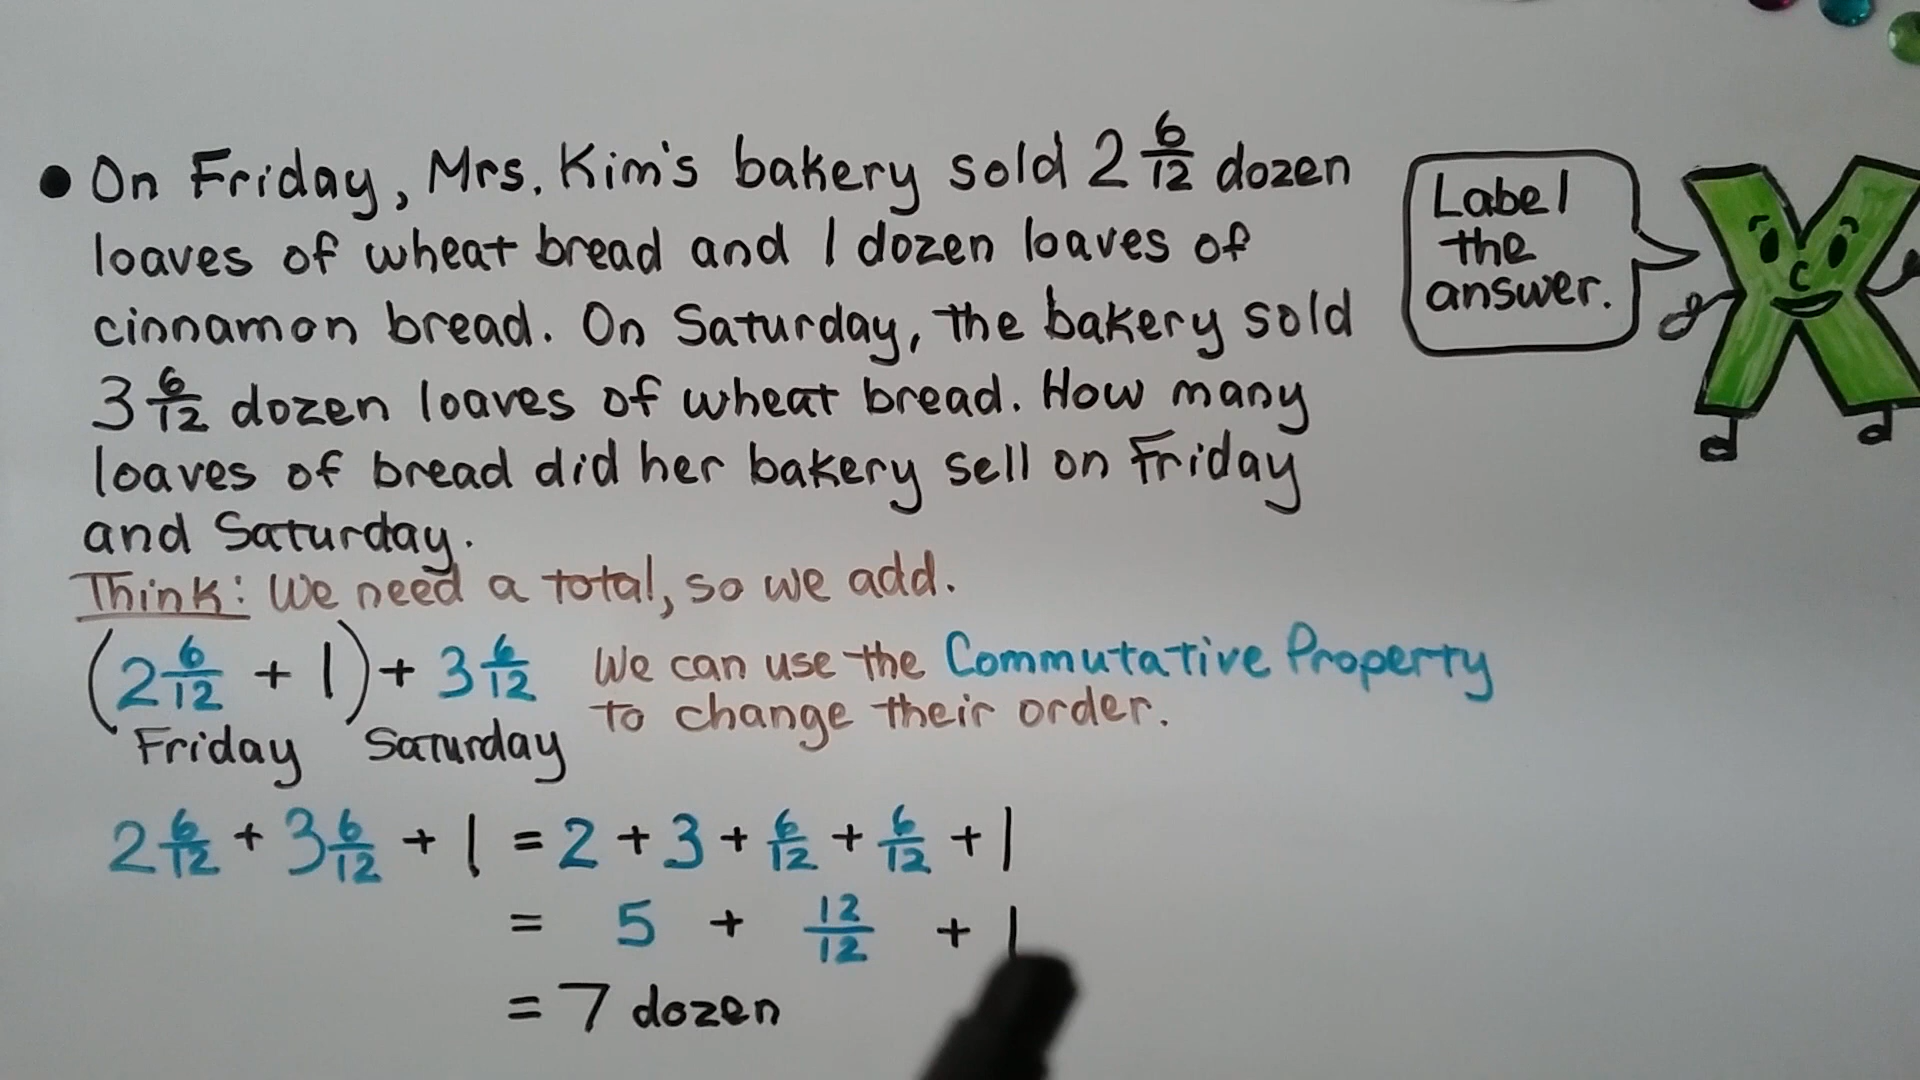 • On Friday, Mrs. Kim's bakery sold 2 6/12 dozen
loaves of wheat bread and 1 dozen loaves of
cinnamon bread. On Saturday, the bakery sold
3 6/12 dozen loaves of wheat bread. How many
loaves of bread did her bakery sell on Friday
and Saturday.
Label
the
answer.
Think: We need a total, so we add.
(2 6/12 + 1) + 3 6/12 We can use the Commutative Property
to change their order.
Friday Saturday
2 6/12 + 3 6/12 + 1 = 2 + 3 + 6/12 + 6/12 + 1
= 5 + 12/12 + 1
= 7 dozen